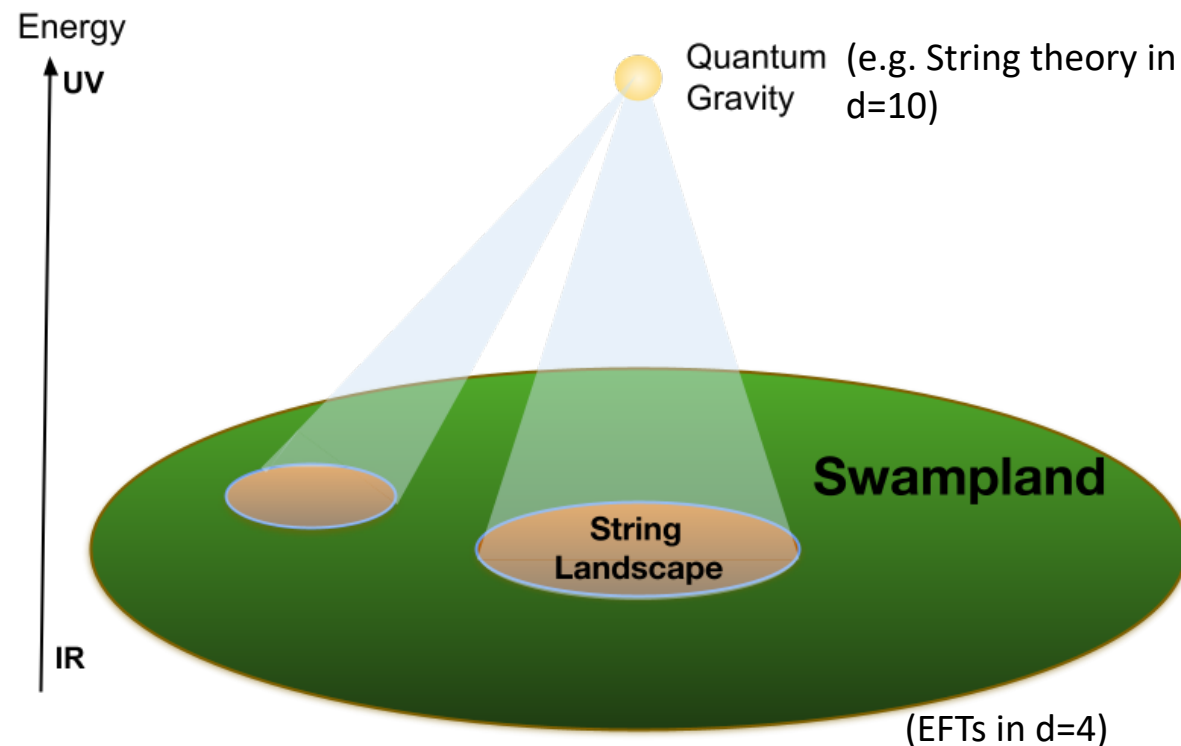 Energy
UV
Quantum (e.g. String theory in
Gravity d=10)
Swampland
String
Landscape
IR
(EFTs in d=4)